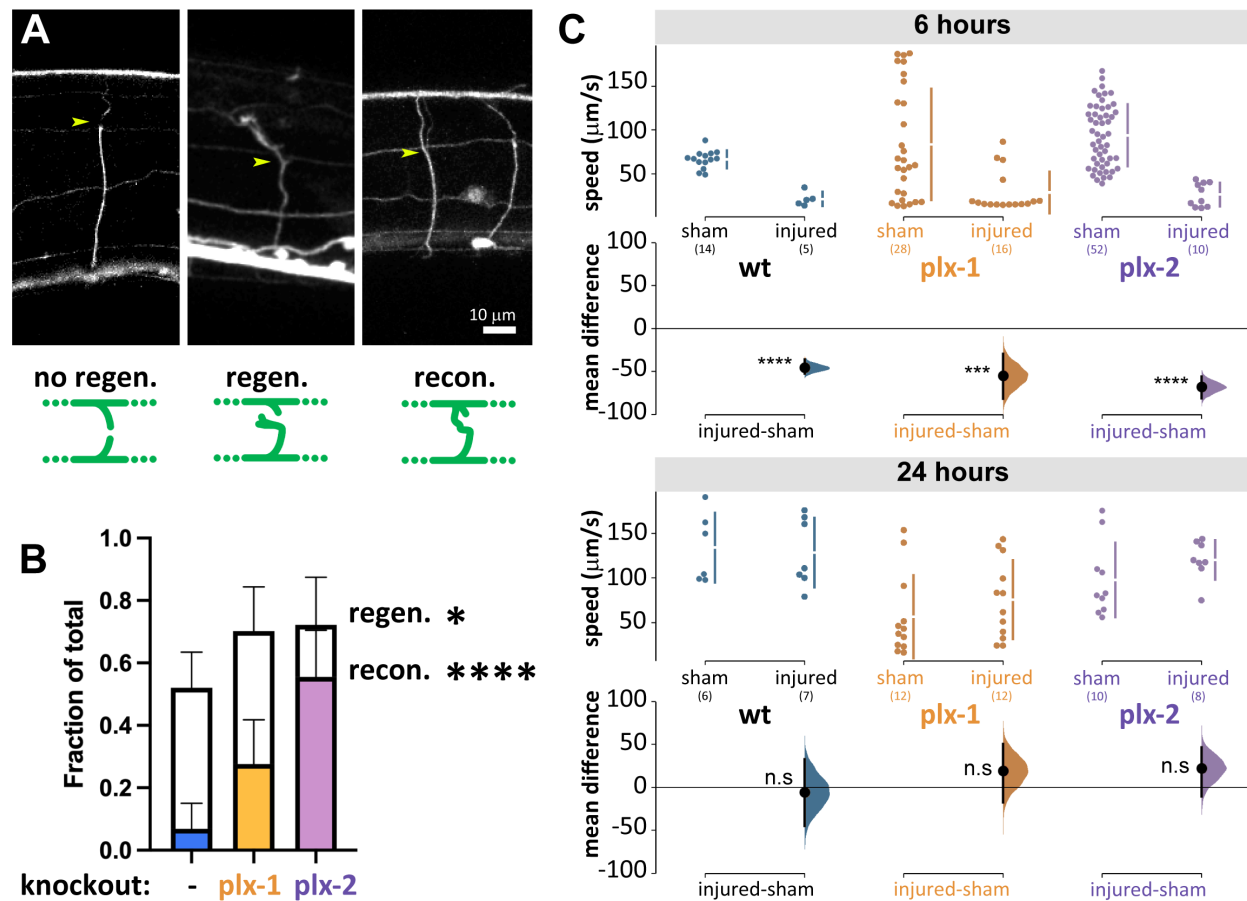 A
10 μm
no regen.
regen.
recon.
B
1.0
0.8
0.6
0.4
0.2
0.0
Fraction of total
regen. *
recon. ****
knockout: - plx-1 plx-2
C
6 hours
speed (μm/s)
150
100
50
sham injured sham injured sham injured
(14) (5) (28) (16) (52) (10)
wt plx-1 plx-2
mean difference
100
50
0
-50
-100
**** *** ****
injured-sham injured-sham injured-sham
24 hours
speed (μm/s)
150
100
50
sham injured sham injured sham injured
(6) (7) (12) (12) (10) (8)
wt plx-1 plx-2
mean difference
100
50
0
-50
-100
n.s n.s n.s
injured-sham injured-sham injured-sham